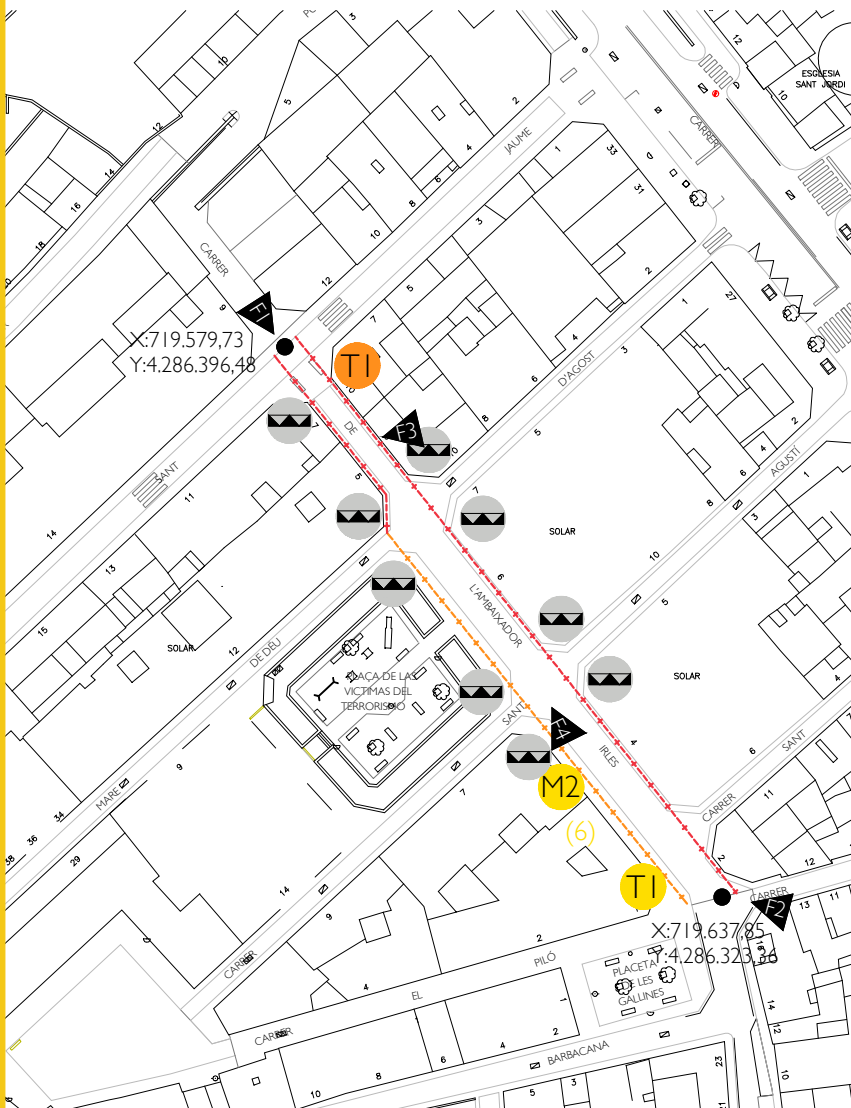 ESGLESIA
SANT JORDI
CARRER
JAUME
CARRER
F1
X:719.579,73
Y:4.286.396,48
T1
DE
F3
D'AGOST
AGUSTÍ
SANT
SOLAR
L'AMBAIXADOR
SOLAR
DE DÉU
PLAÇA DE LAS
VICTIMAS DEL
TERRORISMO
SOLAR
SANT
F4
IRLES
SANT
MARE
M2
(6)
CARRER
T1
CARRER
F2
X:719.637,85
Y:4.286.323,36
CARRER
PILÓ
EL
CARRER
PLACETA
DE LES
GALLINES
BARBACANA